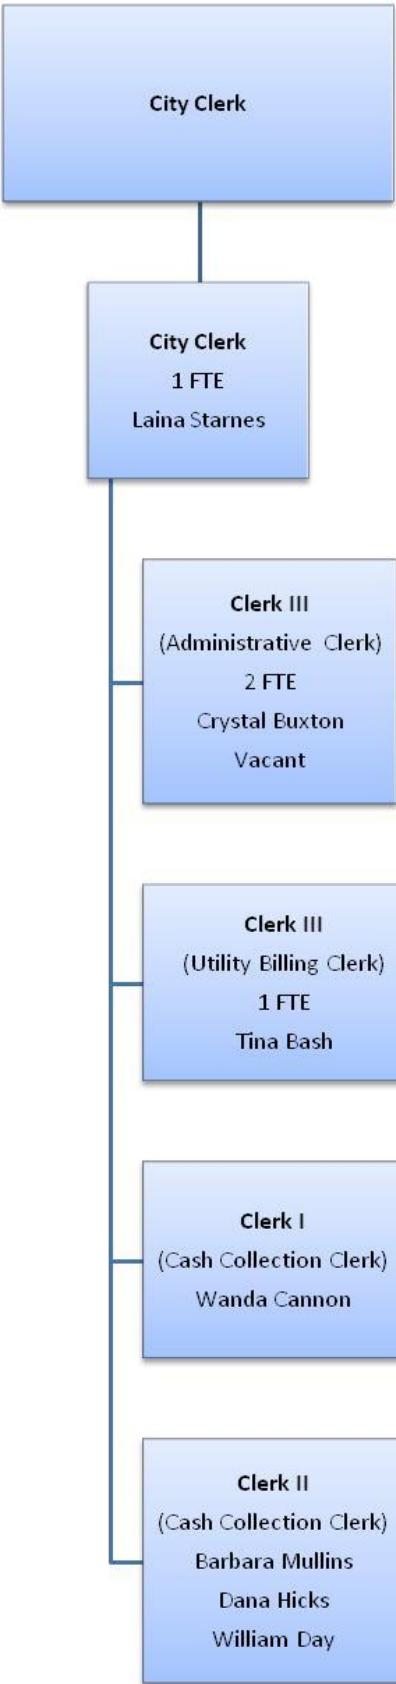 City Clerk
City Clerk
1 FTE
Laina Starnes
Clerk III
(Administrative Clerk)
2 FTE
Crystal Buxton
Vacant
Clerk III
(Utility Billing Clerk)
1 FTE
Tina Bash
Clerk I
(Cash Collection Clerk)
Wanda Cannon
Clerk II
(Cash Collection Clerk)
Barbara Mullins
Dana Hicks
William Day